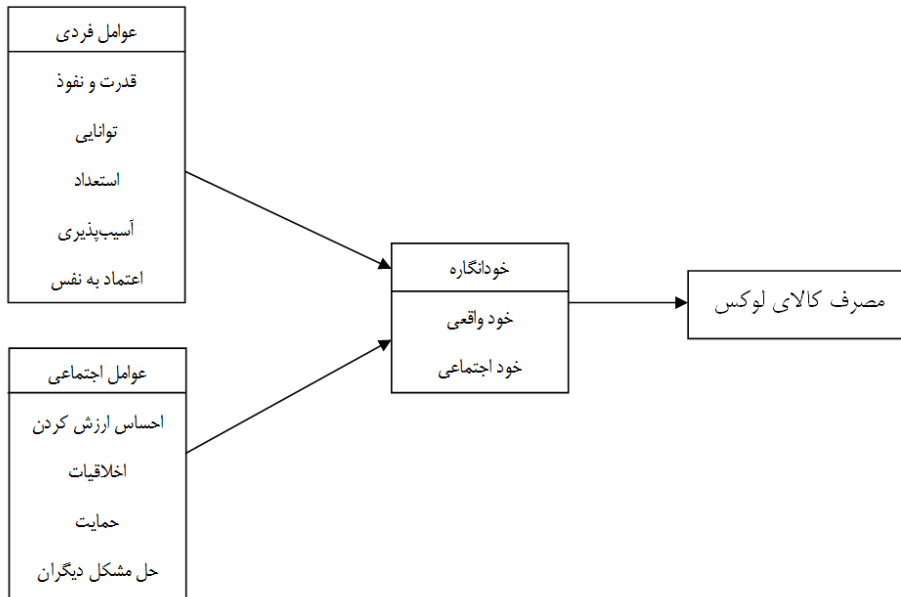 عوامل فردی
قدرت و نفوذ
توانایی
استعداد
آسیب‌پذیری
اعتماد به نفس
عوامل اجتماعی
احساس ارزش کردن
اخلاقیات
حمایت
حل مشکل دیگران
خودانگاره
خود واقعی
خود اجتماعی
مصرف کالای لوکس